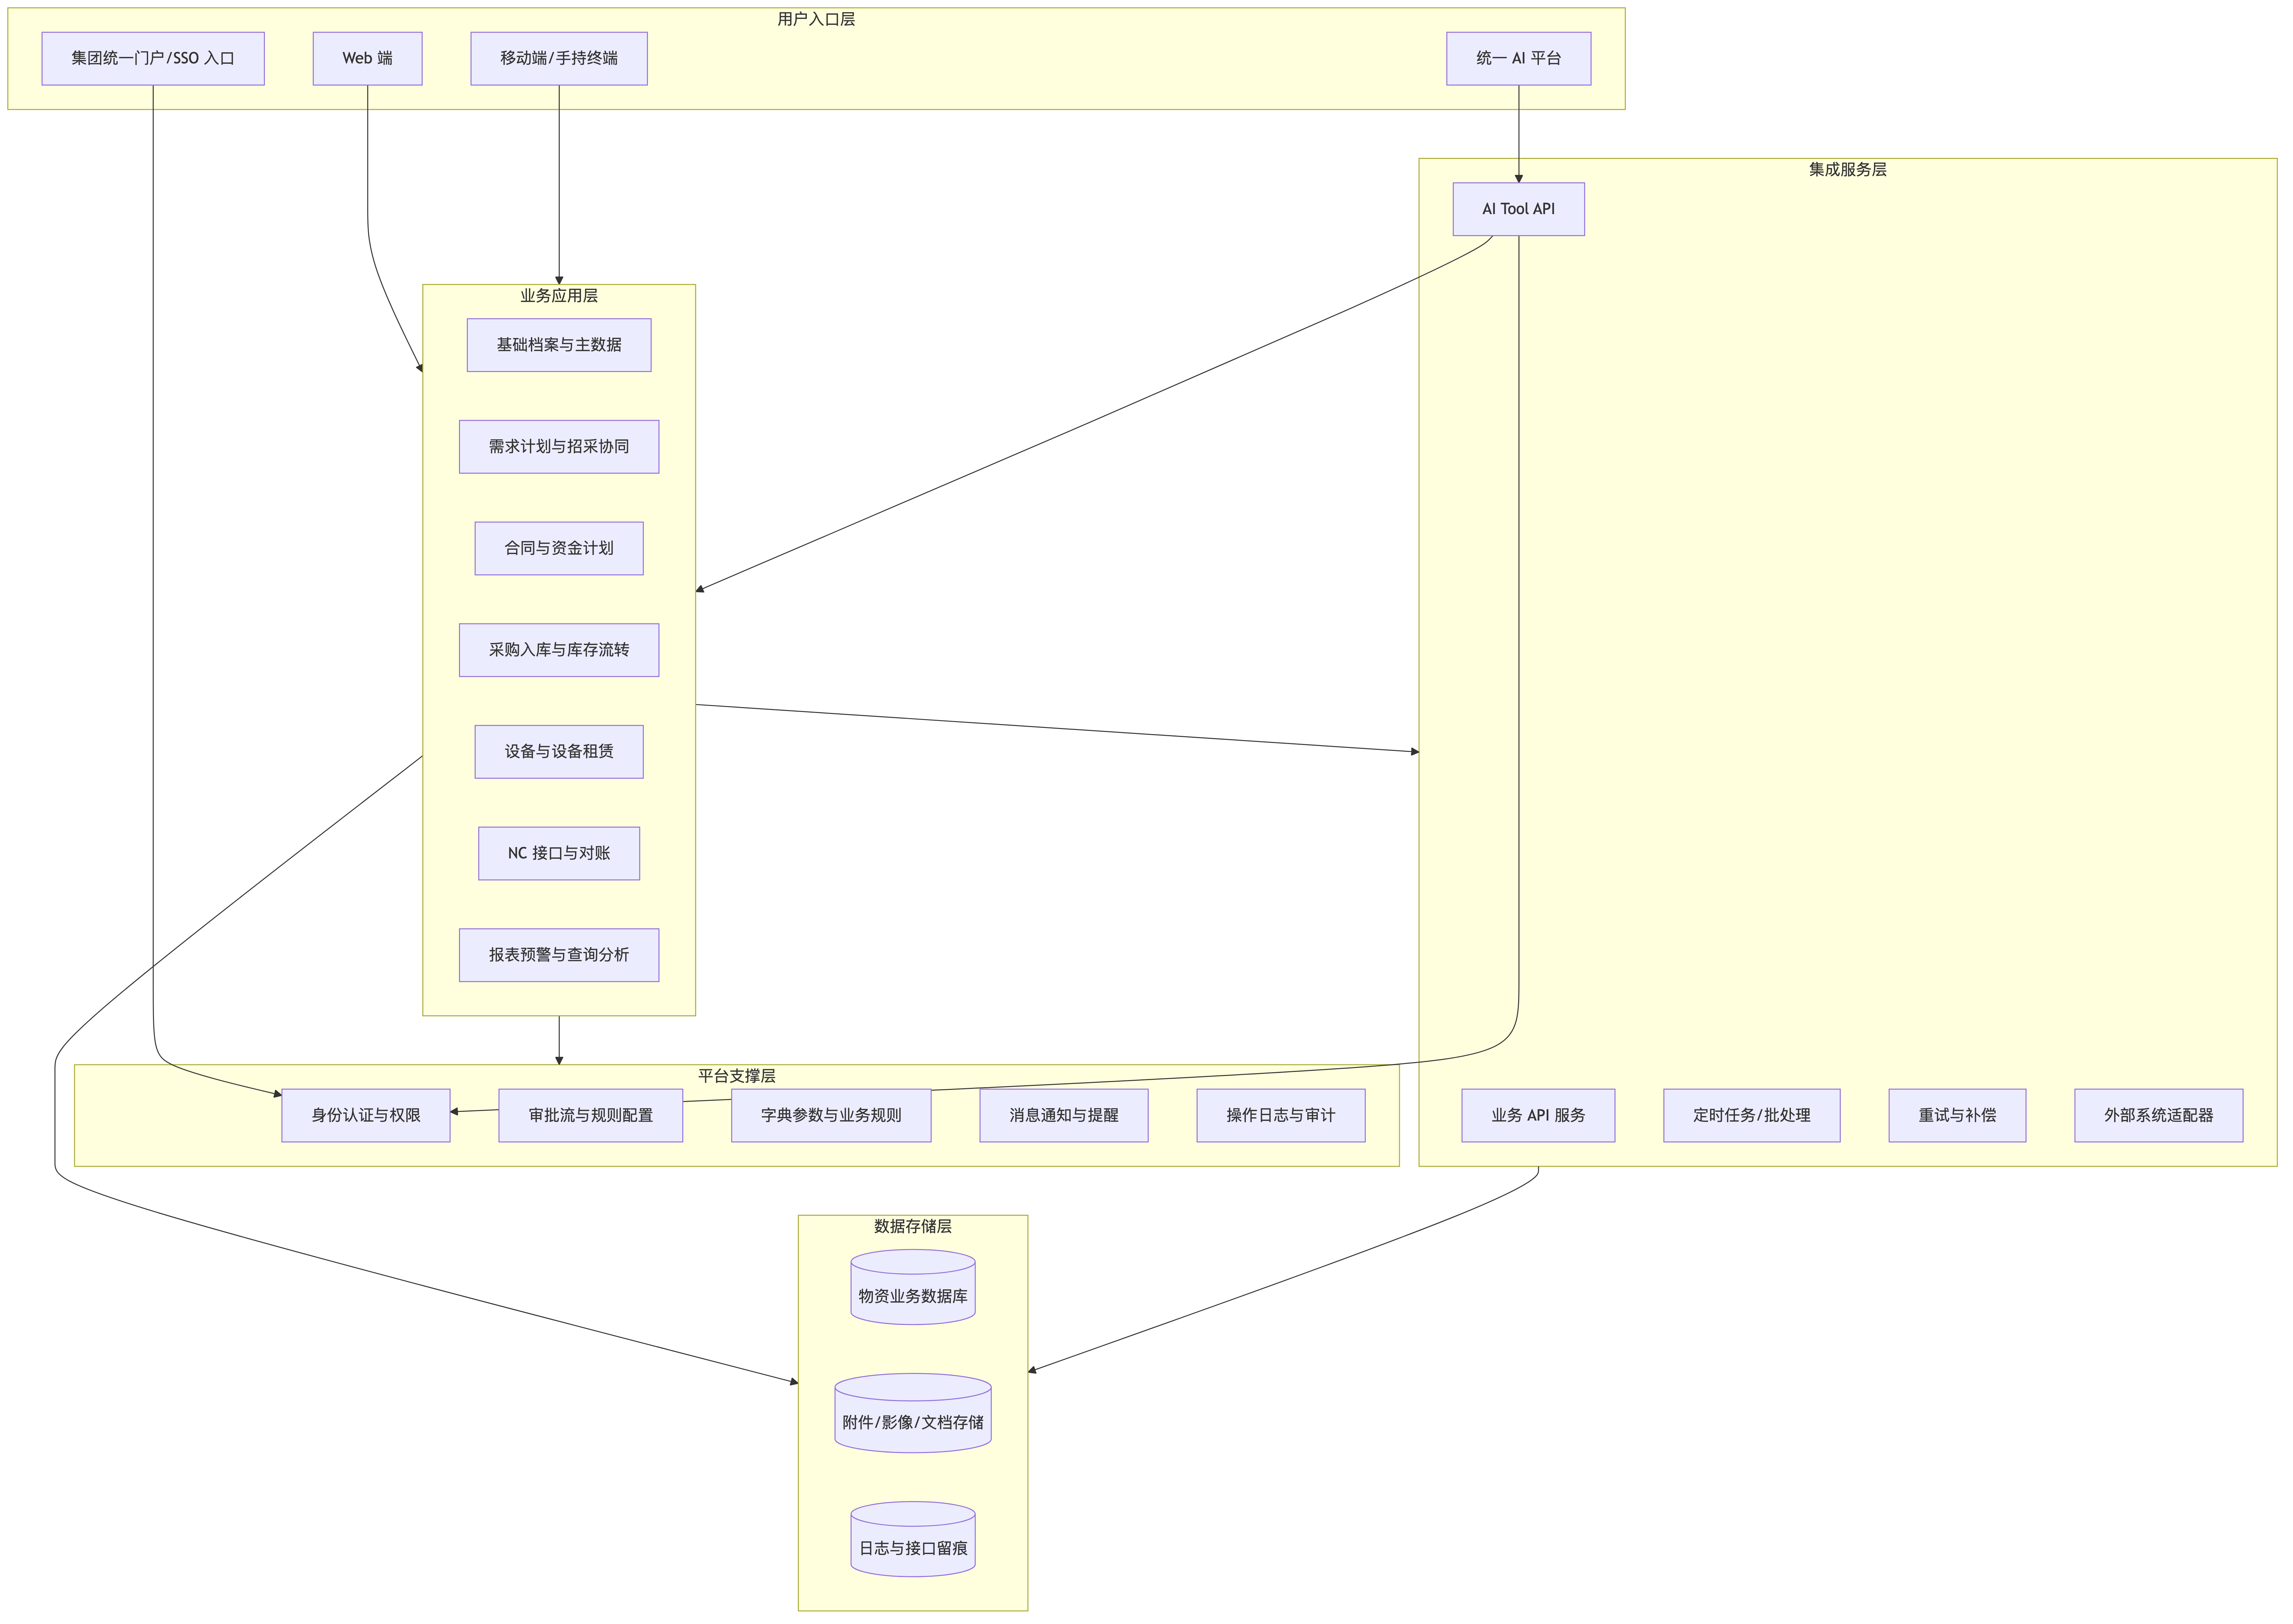 用户入口层
集团统一门户/SSO 入口
Web 端
移动端/手持终端
统一 AI 平台
集成服务层
AI Tool API
业务应用层
基础档案与主数据
需求计划与招采协同
合同与资金计划
采购入库与库存流转
设备与设备租赁
NC 接口与对账
报表预警与查询分析
平台支撑层
身份认证与权限
审批流与规则配置
字典参数与业务规则
消息通知与提醒
操作日志与审计
业务 API 服务
定时任务/批处理
重试与补偿
外部系统适配器
数据存储层
物资业务数据库
附件/影像/文档存储
日志与接口留痕